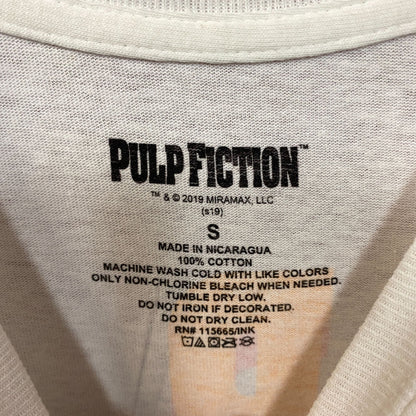 PULP FICTION™
™ & © 2019 MIRAMAX, LLC
(s19)
S
MADE IN NICARAGUA
100% COTTON
MACHINE WASH COLD WITH LIKE COLORS
ONLY NON-CHLORINE BLEACH WHEN NEEDED.
TUMBLE DRY LOW.
DO NOT IRON IF DECORATED.
DO NOT DRY CLEAN.
RN# 115665/INK